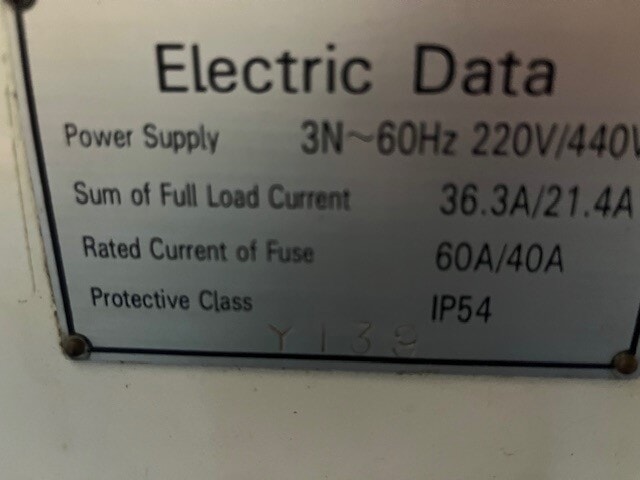 Electric Data
Power Supply 3N~60Hz 220V/440V
Sum of Full Load Current 36.3A/21.4A
Rated Current of Fuse 60A/40A
Protective Class IP54
Y139